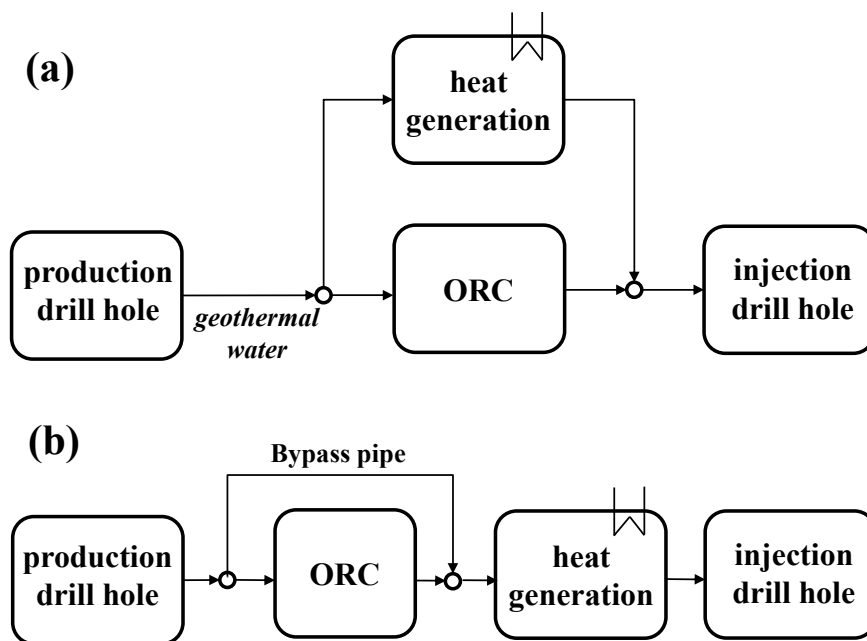 (a)
heat
generation
production
drill hole
geothermal
water
ORC
injection
drill hole
(b)
Bypass pipe
production
drill hole
ORC
heat
generation
injection
drill hole